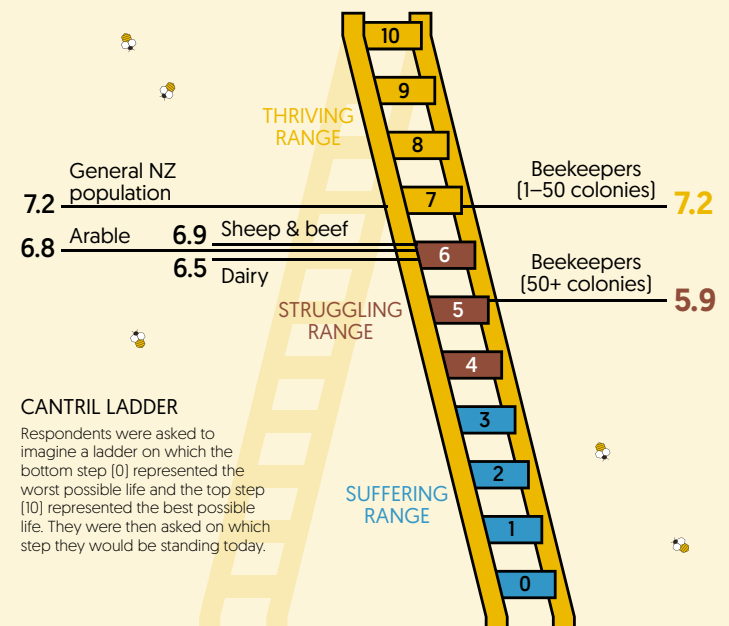 10
9
THRIVING
RANGE
8
General NZ
population
7.2
7
Beekeepers
(1–50 colonies)
7.2
6.9 Sheep & beef
6.8 Arable
6.5 Dairy
6
Beekeepers
(50+ colonies)
5.9
STRUGGLING
RANGE
5
4
CANTRIL LADDER
Respondents were asked to
imagine a ladder on which the
bottom step (0) represented the
worst possible life and the top step
(10) represented the best possible
life. They were then asked on which
step they would be standing today.
3
2
SUFFERING
RANGE
1
0